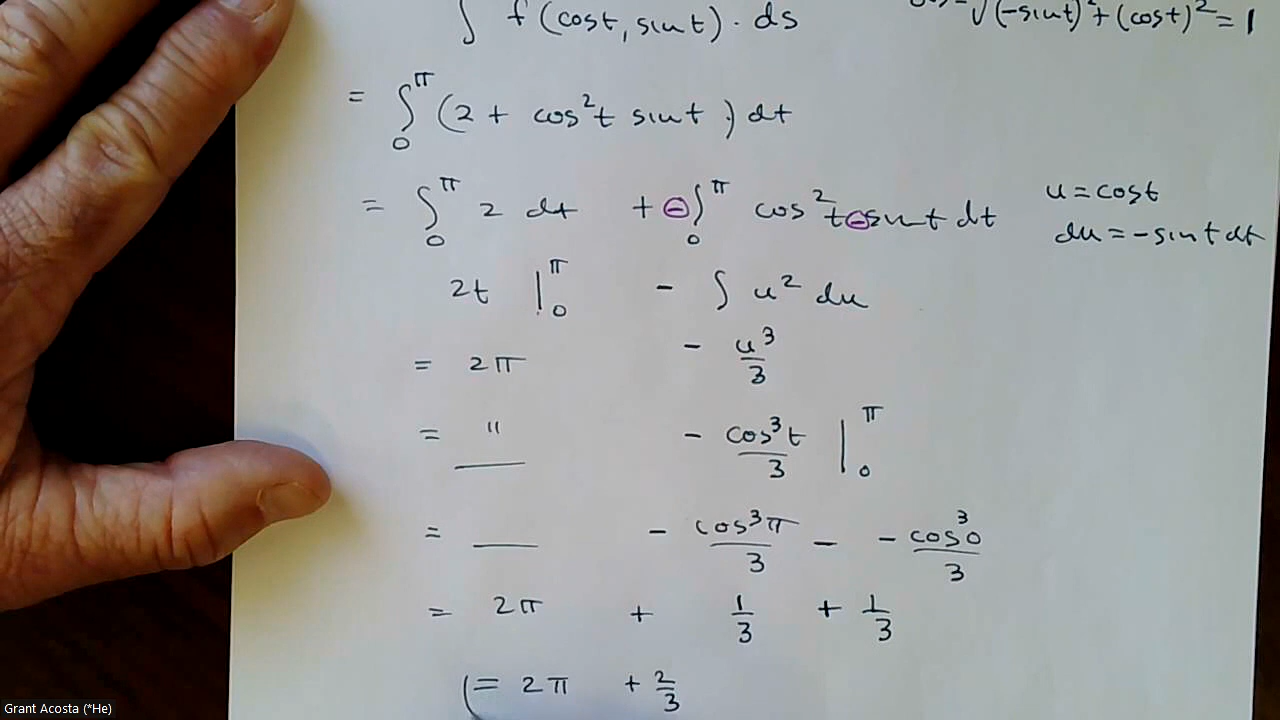 ∫ f(cost, sint) · ds √(-sint)² + (cost)² = 1
= ∫₀^π (2 + cos²t sint) dt
= ∫₀^π 2 dt + ⊖∫₀^π cos²t ⊖sint dt u = cost
du = -sint dt
2t |₀^π - ∫ u² du
= 2π - u³/3
= " - cos³t/3 |₀^π
= __ - cos³π/3 - - cos³0/3
= 2π + 1/3 + 1/3
(= 2π + 2/3
Grant Acosta (*He)